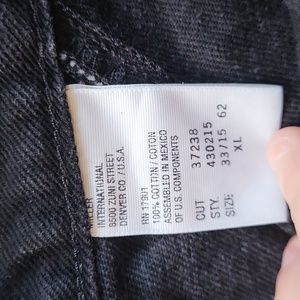 MILLER
INTERNATIONAL
8500 ZUNI STREET
DENVER CO / U.S.A.
RN 17901
100% COTTON / COTON
ASSEMBLED IN MEXICO
OF U.S. COMPONENTS
CUT 37238
STY. 430215
SIZE 33/15 62
XL